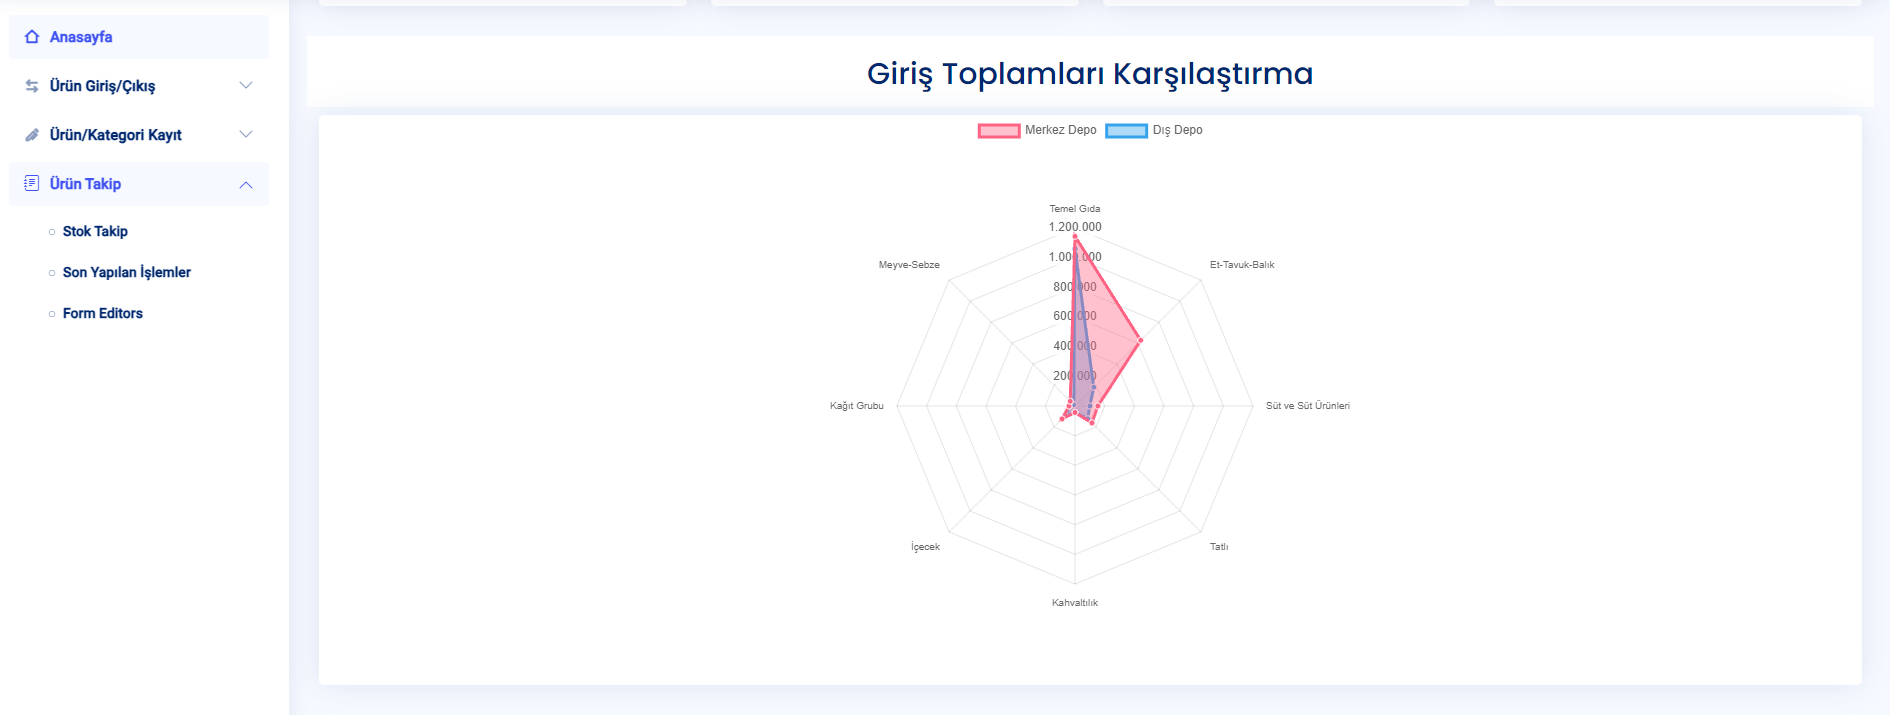 Anasayfa
Ürün Giriş/Çıkış
Ürün/Kategori Kayıt
Ürün Takip
Stok Takip
Son Yapılan İşlemler
Form Editors
Giriş Toplamları Karşılaştırma
Merkez Depo
Dış Depo
Temel Gıda
1.200.000
1.000.000
800.000
600.000
400.000
200.000
Meyve-Sebze
Et-Tavuk-Balık
Kağıt Grubu
Süt ve Süt Ürünleri
İçecek
Tatlı
Kahvaltılık